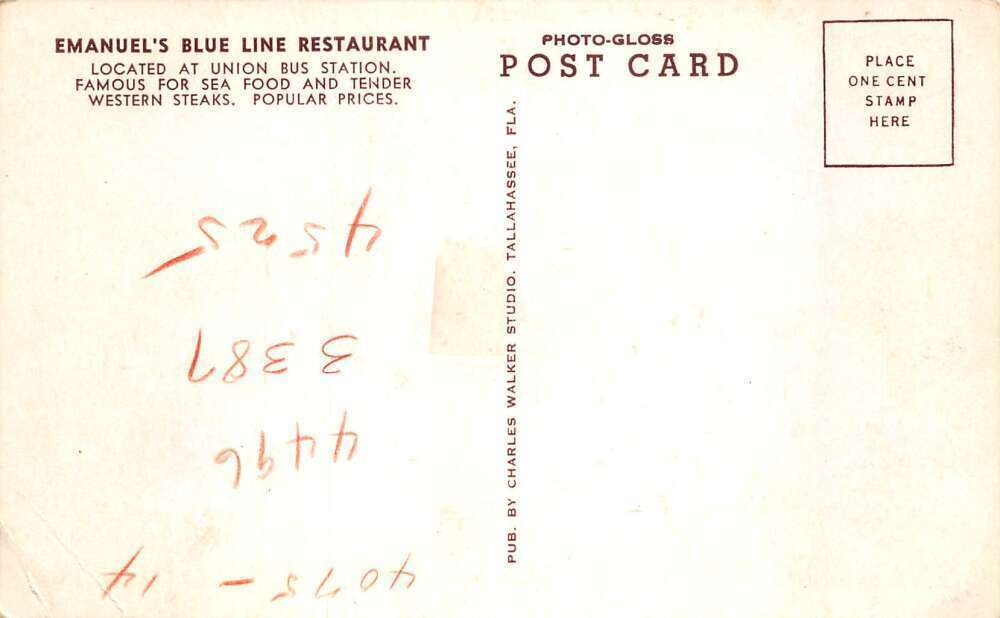 EMANUEL'S BLUE LINE RESTAURANT
LOCATED AT UNION BUS STATION.
FAMOUS FOR SEA FOOD AND TENDER
WESTERN STEAKS. POPULAR PRICES.
PHOTO-GLOSS
POST CARD
PLACE
ONE CENT
STAMP
HERE
PUB. BY CHARLES WALKER STUDIO. TALLAHASSEE, FLA.
4075 - 14
4496
3387
4525